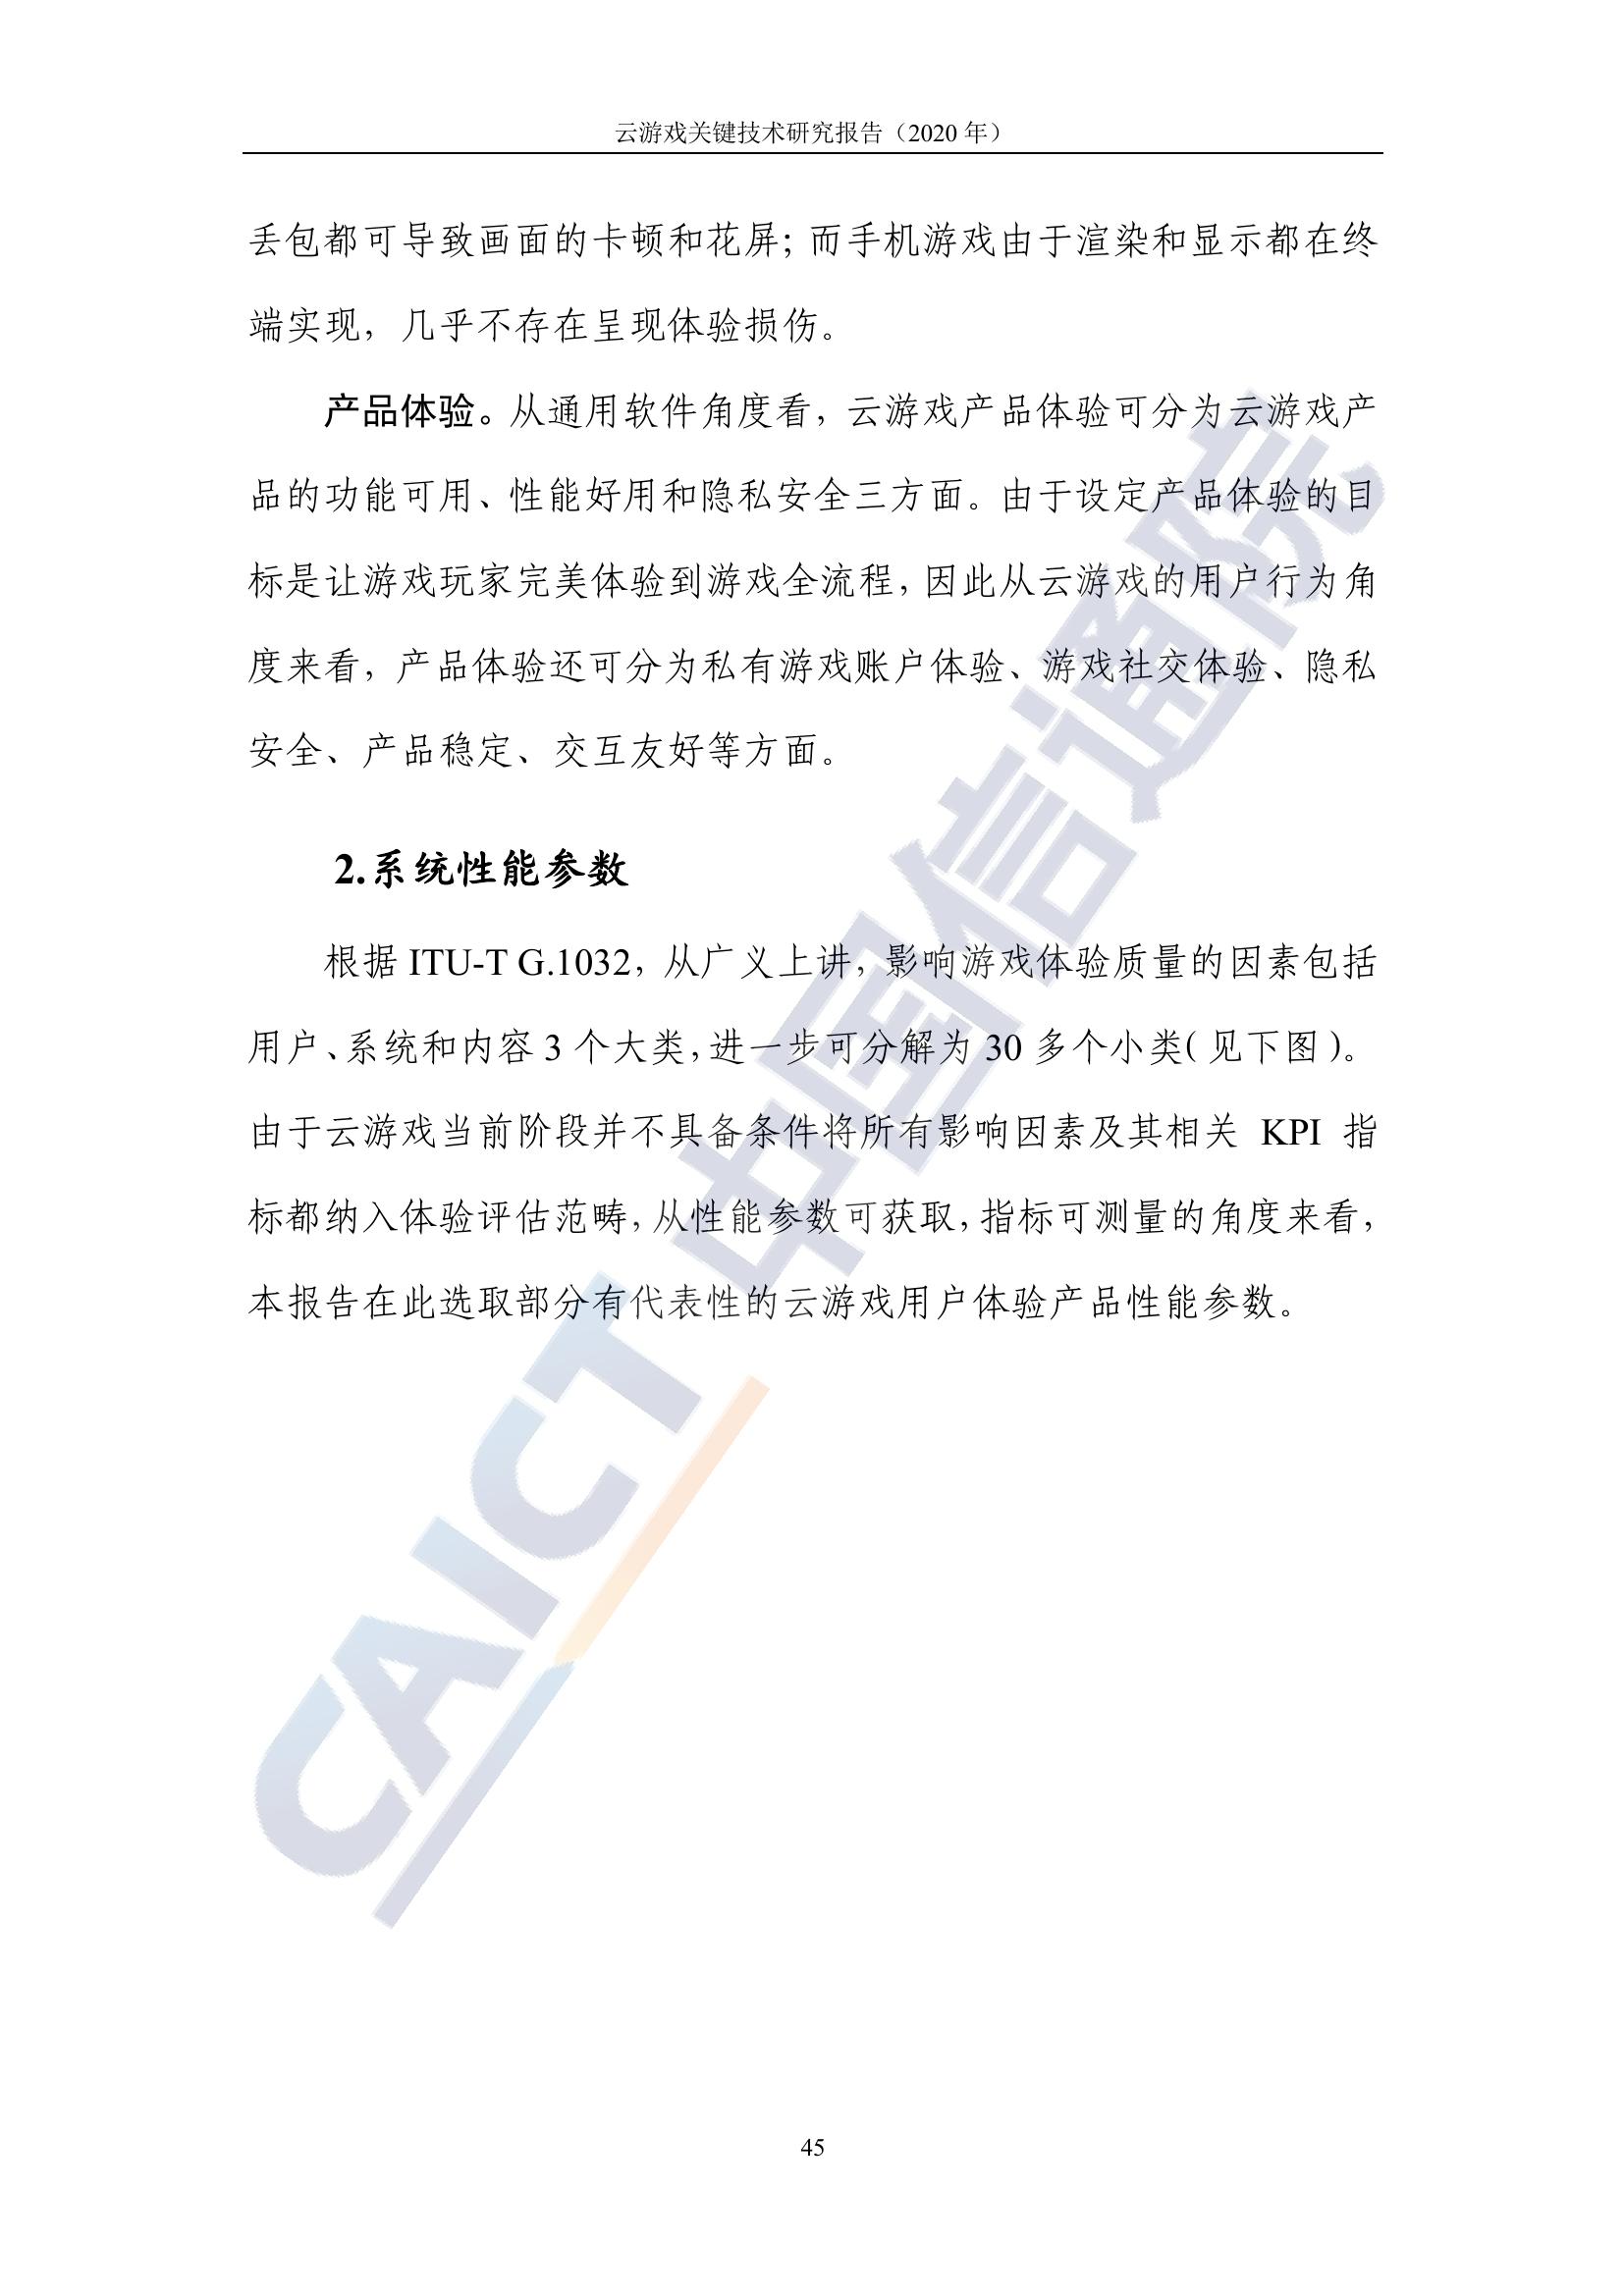 云游戏关键技术研究报告（2020 年）
丢包都可导致画面的卡顿和花屏；而手机游戏由于渲染和显示都在终
端实现，几乎不存在呈现体验损伤。
产品体验。从通用软件角度看，云游戏产品体验可分为云游戏产
品的功能可用、性能好用和隐私安全三方面。由于设定产品体验的目
标是让游戏玩家完美体验到游戏全流程，因此从云游戏的用户行为角
度来看，产品体验还可分为私有游戏账户体验、游戏社交体验、隐私
安全、产品稳定、交互友好等方面。
2.系统性能参数
根据 ITU-T G.1032，从广义上讲，影响游戏体验质量的因素包括
用户、系统和内容 3 个大类，进一步可分解为 30 多个小类（见下图）。
由于云游戏当前阶段并不具备条件将所有影响因素及其相关 KPI 指
标都纳入体验评估范畴，从性能参数可获取，指标可测量的角度来看，
本报告在此选取部分有代表性的云游戏用户体验产品性能参数。
CAICT 中国信通院
45